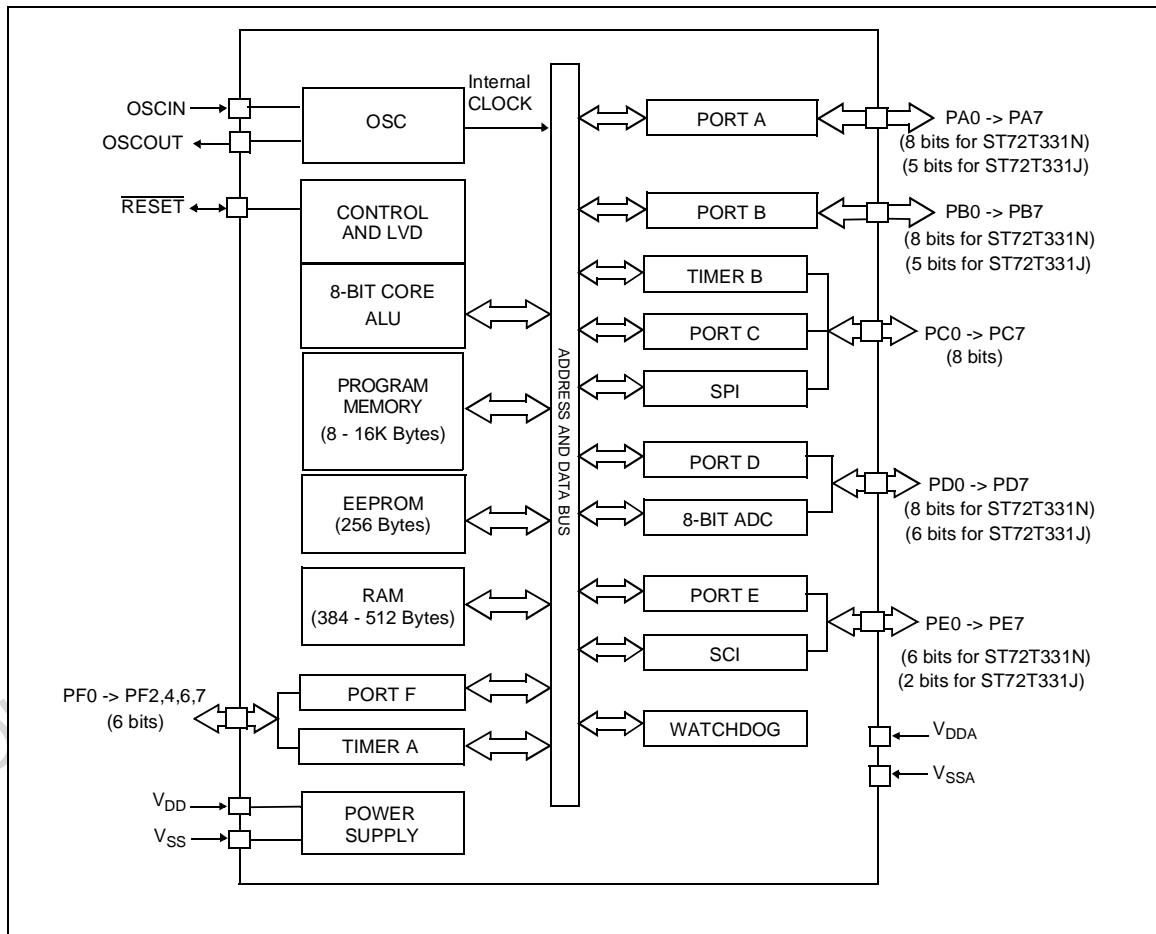 OSCIN
OSCOUT
OSC
Internal
CLOCK
RESET
CONTROL
AND LVD
8-BIT CORE
ALU
PROGRAM
MEMORY
(8 - 16K Bytes)
EEPROM
(256 Bytes)
RAM
(384 - 512 Bytes)
PF0 -> PF2,4,6,7
(6 bits)
PORT F
TIMER A
VDD
VSS
POWER
SUPPLY
ADDRESS AND DATA BUS
PORT A
PA0 -> PA7
(8 bits for ST72T331N)
(5 bits for ST72T331J)
PORT B
PB0 -> PB7
(8 bits for ST72T331N)
(5 bits for ST72T331J)
TIMER B
PORT C
SPI
PC0 -> PC7
(8 bits)
PORT D
8-BIT ADC
PD0 -> PD7
(8 bits for ST72T331N)
(6 bits for ST72T331J)
PORT E
SCI
PE0 -> PE7
(6 bits for ST72T331N)
(2 bits for ST72T331J)
WATCHDOG
VDDA
VSSA